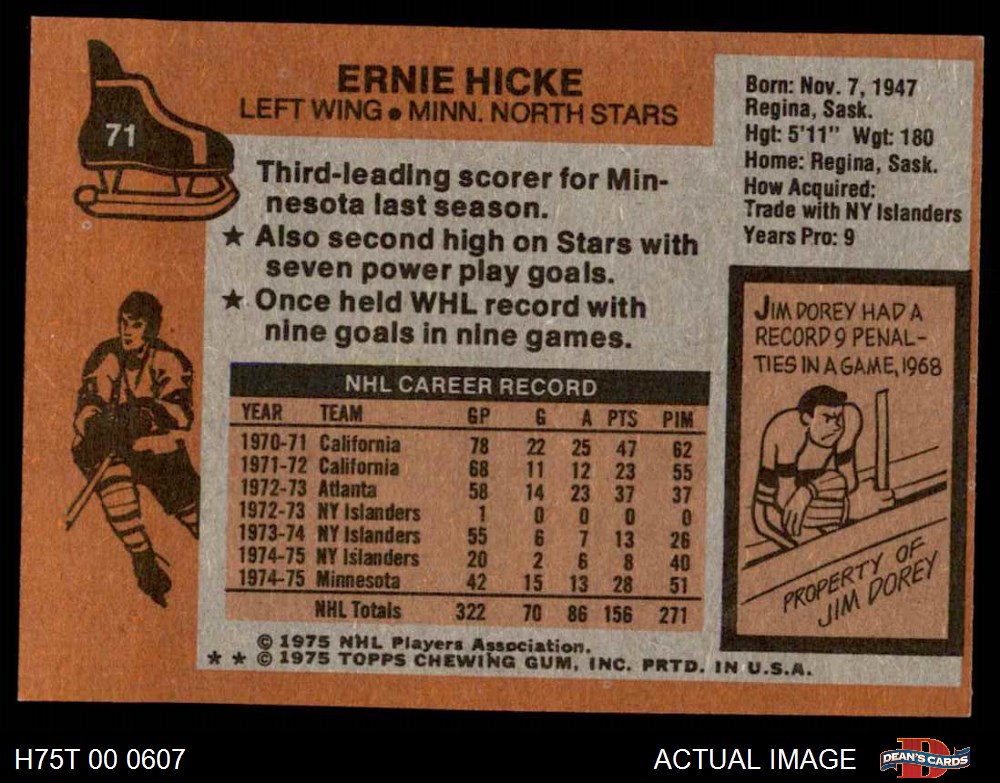 71
ERNIE HICKE
LEFT WING ● MINN. NORTH STARS
Third-leading scorer for Min-
nesota last season.
★ Also second high on Stars with
seven power play goals.
★ Once held WHL record with
nine goals in nine games.
NHL CAREER RECORD
YEAR TEAM GP G A PTS PIM
1970-71 California 78 22 25 47 62
1971-72 California 68 11 12 23 55
1972-73 Atlanta 58 14 23 37 37
1972-73 NY Islanders 1 0 0 0 0
1973-74 NY Islanders 55 6 7 13 26
1974-75 NY Islanders 20 2 6 8 40
1974-75 Minnesota 42 15 13 28 51
NHL Totals 322 70 86 156 271
© 1975 NHL Players Association.
★ ★ © 1975 TOPPS CHEWING GUM, INC. PRTD. IN U.S.A.
Born: Nov. 7, 1947
Regina, Sask.
Hgt: 5'11" Wgt: 180
Home: Regina, Sask.
How Acquired:
Trade with NY Islanders
Years Pro: 9
JIM DOREY HAD A
RECORD 9 PENAL-
TIES IN A GAME, 1968
PROPERTY OF
JIM DOREY
H75T 00 0607
ACTUAL IMAGE
D
DEAN'S CARDS